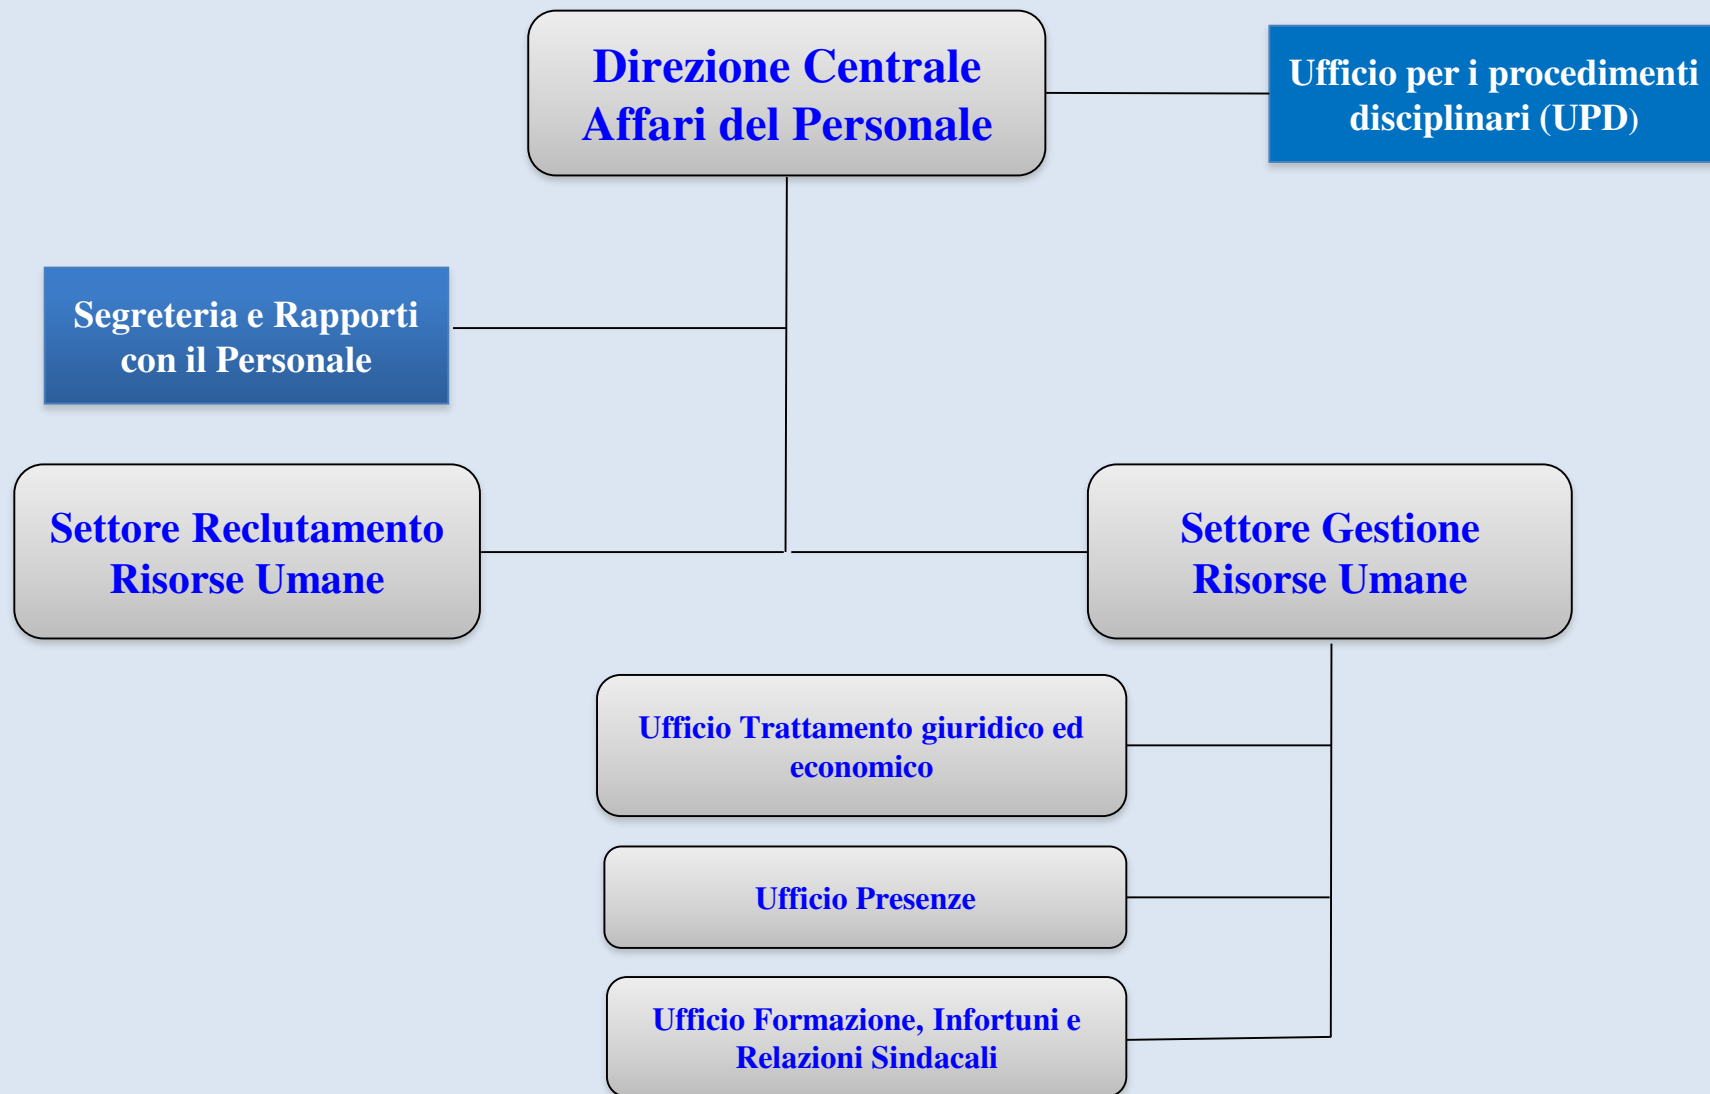 Direzione Centrale
Affari del Personale
Ufficio per i procedimenti
disciplinari (UPD)
Segreteria e Rapporti
con il Personale
Settore Reclutamento
Risorse Umane
Settore Gestione
Risorse Umane
Ufficio Trattamento giuridico ed
economico
Ufficio Presenze
Ufficio Formazione, Infortuni e
Relazioni Sindacali